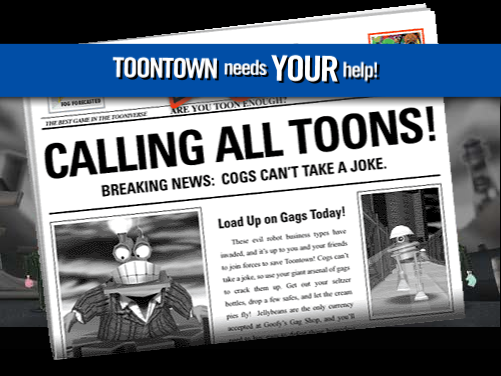 TOONTOWN needs YOUR help!
FOG FORECASTER
THE BEST GAME IN THE TOONIVERSE
ARE YOU TOON ENOUGH?
CALLING ALL TOONS!
BREAKING NEWS: COGS CAN'T TAKE A JOKE.
Load Up on Gags Today!
These evil robot business types have
invaded, and it's up to you and your friends
to join forces to save Toontown! Cogs can't
take a joke, so use your giant arsenal of gags
to crack them up. Get out your seltzer
bottles, drop a few safes, and let the cream
pies fly! Jellybeans are the only currency
accepted at Goofy's Gag Shop, and you'll